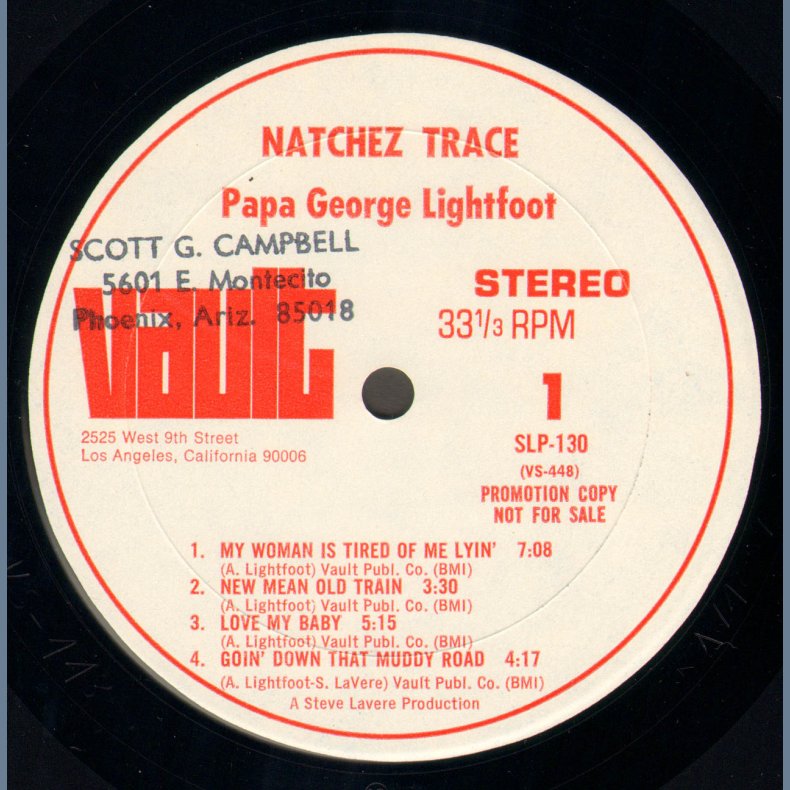 NATCHEZ TRACE
Papa George Lightfoot
SCOTT G. CAMPBELL
5601 E. Montecito
Phoenix, Ariz. 85018
vault
STEREO
33 1/3 RPM
1
SLP-130
(VS-448)
PROMOTION COPY
NOT FOR SALE
2525 West 9th Street
Los Angeles, California 90006
1. MY WOMAN IS TIRED OF ME LYIN' 7:08
(A. Lightfoot) Vault Publ. Co. (BMI)
2. NEW MEAN OLD TRAIN 3:30
(A. Lightfoot) Vault Publ. Co. (BMI)
3. LOVE MY BABY 5:15
(A. Lightfoot) Vault Publ. Co. (BMI)
4. GOIN' DOWN THAT MUDDY ROAD 4:17
(A. Lightfoot-S. LaVere) Vault Publ. Co. (BMI)
A Steve Lavere Production